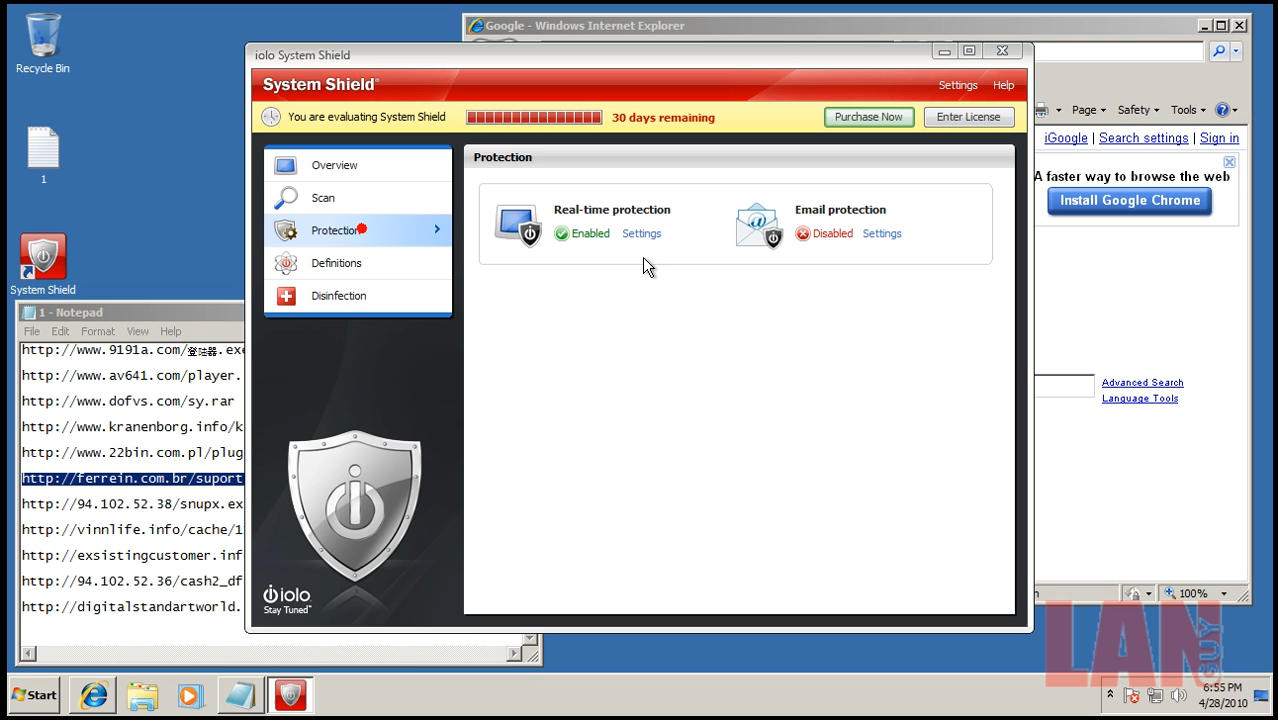 Recycle Bin
1
System Shield
Google - Windows Internet Explorer
Page
Safety
Tools
iGoogle | Search settings | Sign in
A faster way to browse the web
Install Google Chrome
Advanced Search
Language Tools
100%
iolo System Shield
System Shield®
Settings
Help
You are evaluating System Shield
30 days remaining
Purchase Now
Enter License
Overview
Scan
Protection
Definitions
Disinfection
iolo
Stay Tuned™
Protection
Real-time protection
Enabled
Settings
Email protection
Disabled
Settings
1 - Notepad
File Edit Format View Help
http://www.9191a.com/登陆器.exe
http://www.av641.com/player.
http://www.dofvs.com/sy.rar
http://www.kranenborg.info/k
http://www.22bin.com.pl/plug
http://ferrein.com.br/suport
http://94.102.52.38/snupx.ex
http://vinnlife.info/cache/1
http://exsistingcustomer.inf
http://94.102.52.36/cash2_df
http://digitalstandartworld.
LAN GUY
Start
6:55 PM
4/28/2010